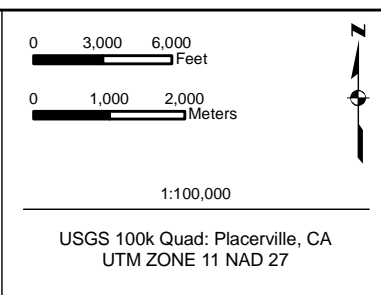 0 3,000 6,000
Feet
0 1,000 2,000
Meters
N
1:100,000
USGS 100k Quad: Placerville, CA
UTM ZONE 11 NAD 27